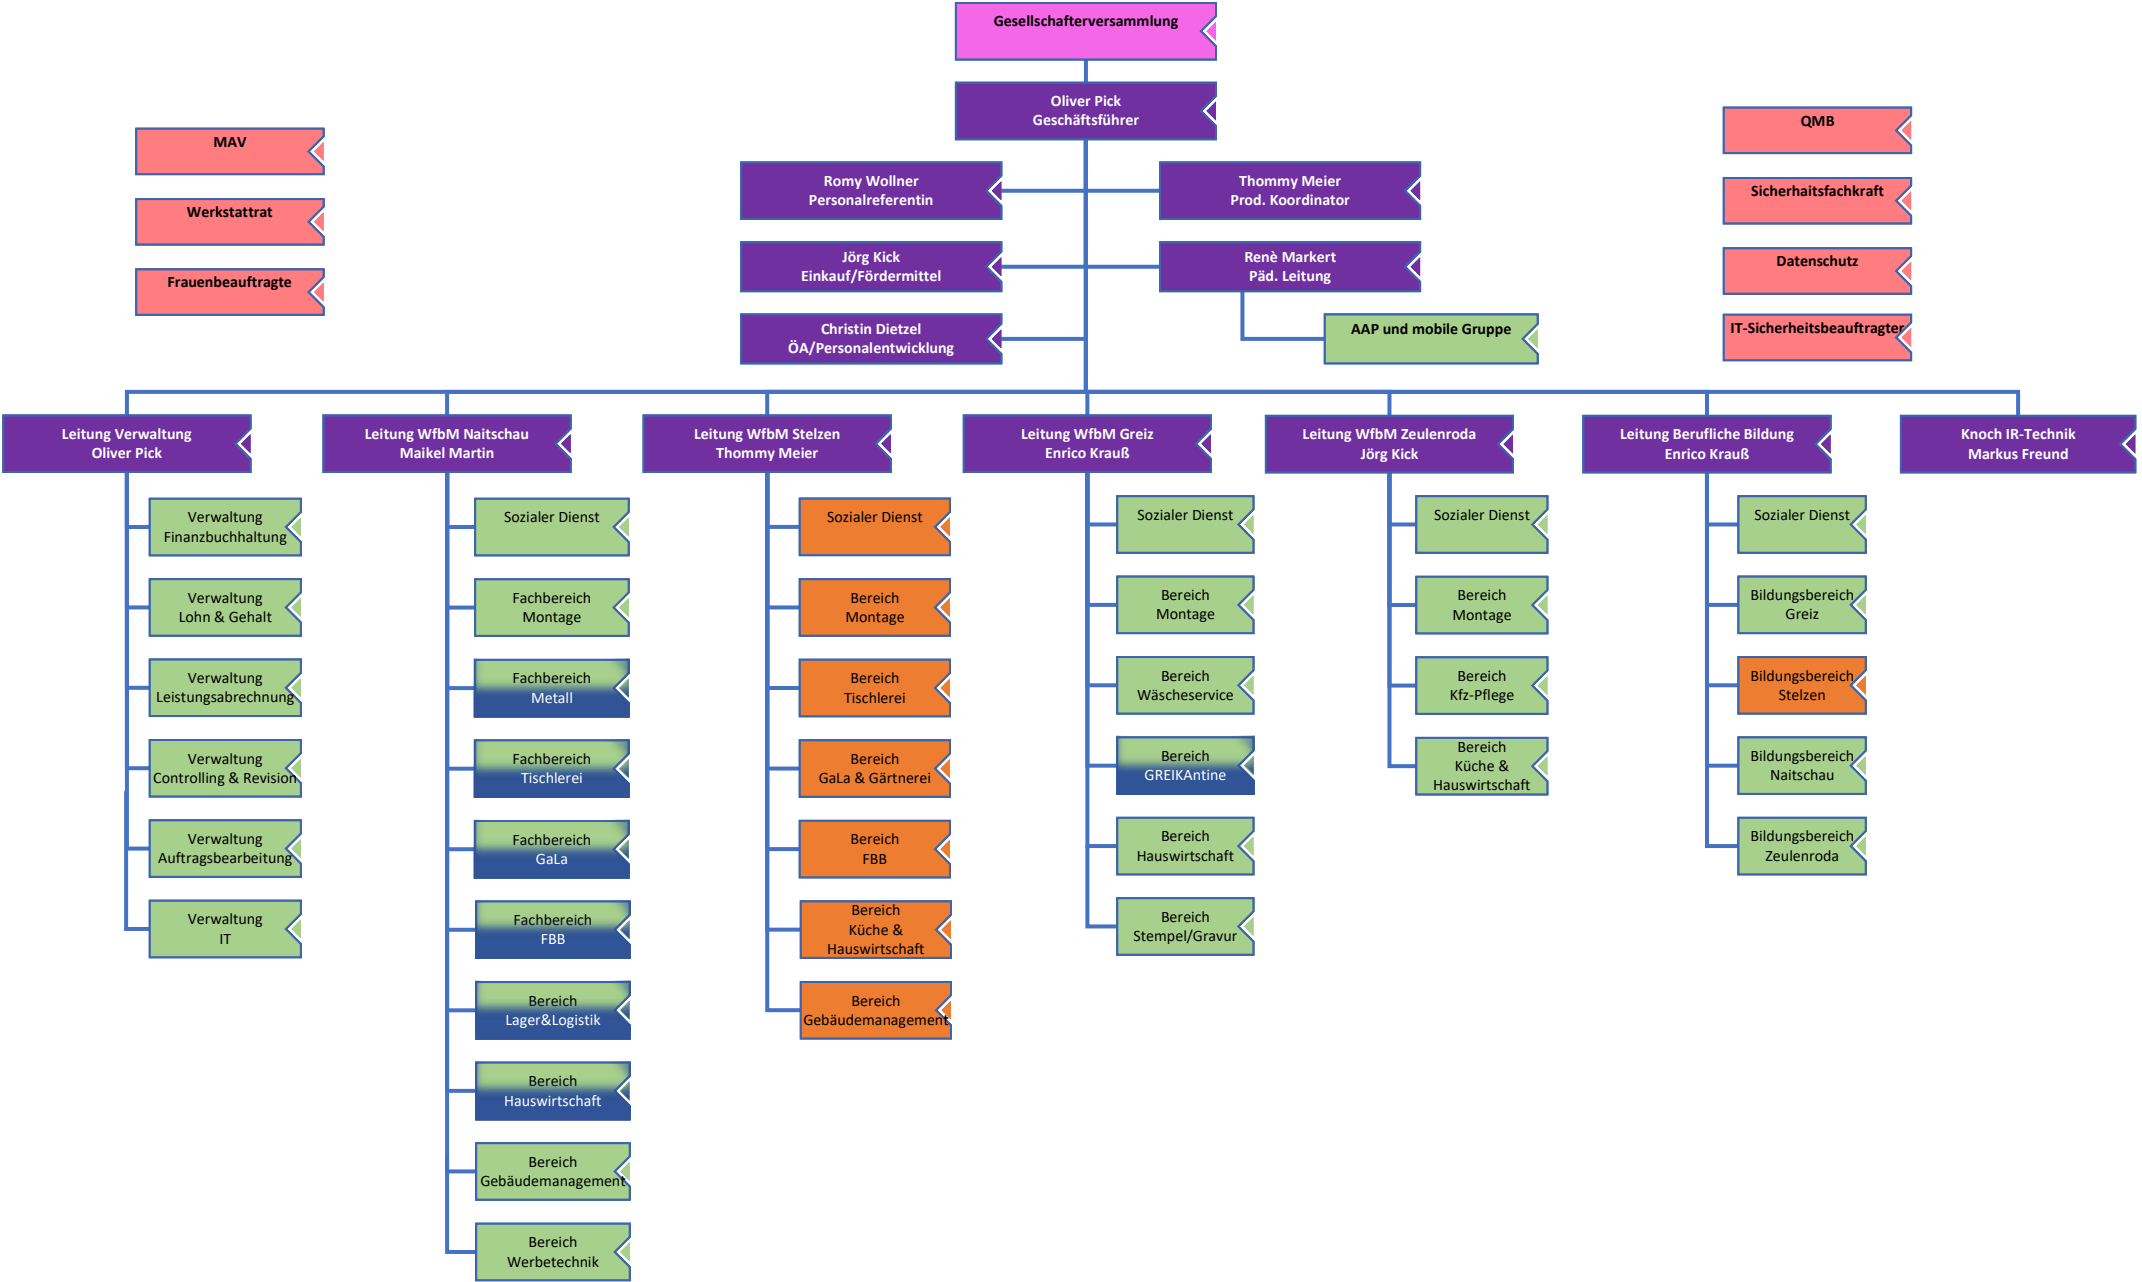 Gesellschafterversammlung
Oliver Pick
Geschäftsführer
MAV
Werkstattrat
Frauenbeauftragte
Romy Wollner
Personalreferentin
Thommy Meier
Prod. Koordinator
Jörg Kick
Einkauf/Fördermittel
Renè Markert
Päd. Leitung
Christin Dietzel
ÖA/Personalentwicklung
AAP und mobile Gruppe
QMB
Sicherhaitsfachkraft
Datenschutz
IT-Sicherheitsbeauftragter
Leitung Verwaltung
Oliver Pick
Verwaltung
Finanzbuchhaltung
Verwaltung
Lohn & Gehalt
Verwaltung
Leistungsabrechnung
Verwaltung
Controlling & Revision
Verwaltung
Auftragsbearbeitung
Verwaltung
IT
Leitung WfbM Naitschau
Maikel Martin
Sozialer Dienst
Fachbereich
Montage
Fachbereich
Metall
Fachbereich
Tischlerei
Fachbereich
GaLa
Fachbereich
FBB
Bereich
Lager&Logistik
Bereich
Hauswirtschaft
Bereich
Gebäudemanagement
Bereich
Werbetechnik
Leitung WfbM Stelzen
Thommy Meier
Sozialer Dienst
Bereich
Montage
Bereich
Tischlerei
Bereich
GaLa & Gärtnerei
Bereich
FBB
Bereich
Küche &
Hauswirtschaft
Bereich
Gebäudemanagement
Leitung WfbM Greiz
Enrico Krauß
Sozialer Dienst
Bereich
Montage
Bereich
Wäscheservice
Bereich
GREIKAntine
Bereich
Hauswirtschaft
Bereich
Stempel/Gravur
Leitung WfbM Zeulenroda
Jörg Kick
Sozialer Dienst
Bereich
Montage
Bereich
Kfz-Pflege
Bereich
Küche &
Hauswirtschaft
Leitung Berufliche Bildung
Enrico Krauß
Sozialer Dienst
Bildungsbereich
Greiz
Bildungsbereich
Stelzen
Bildungsbereich
Naitschau
Bildungsbereich
Zeulenroda
Knoch IR-Technik
Markus Freund